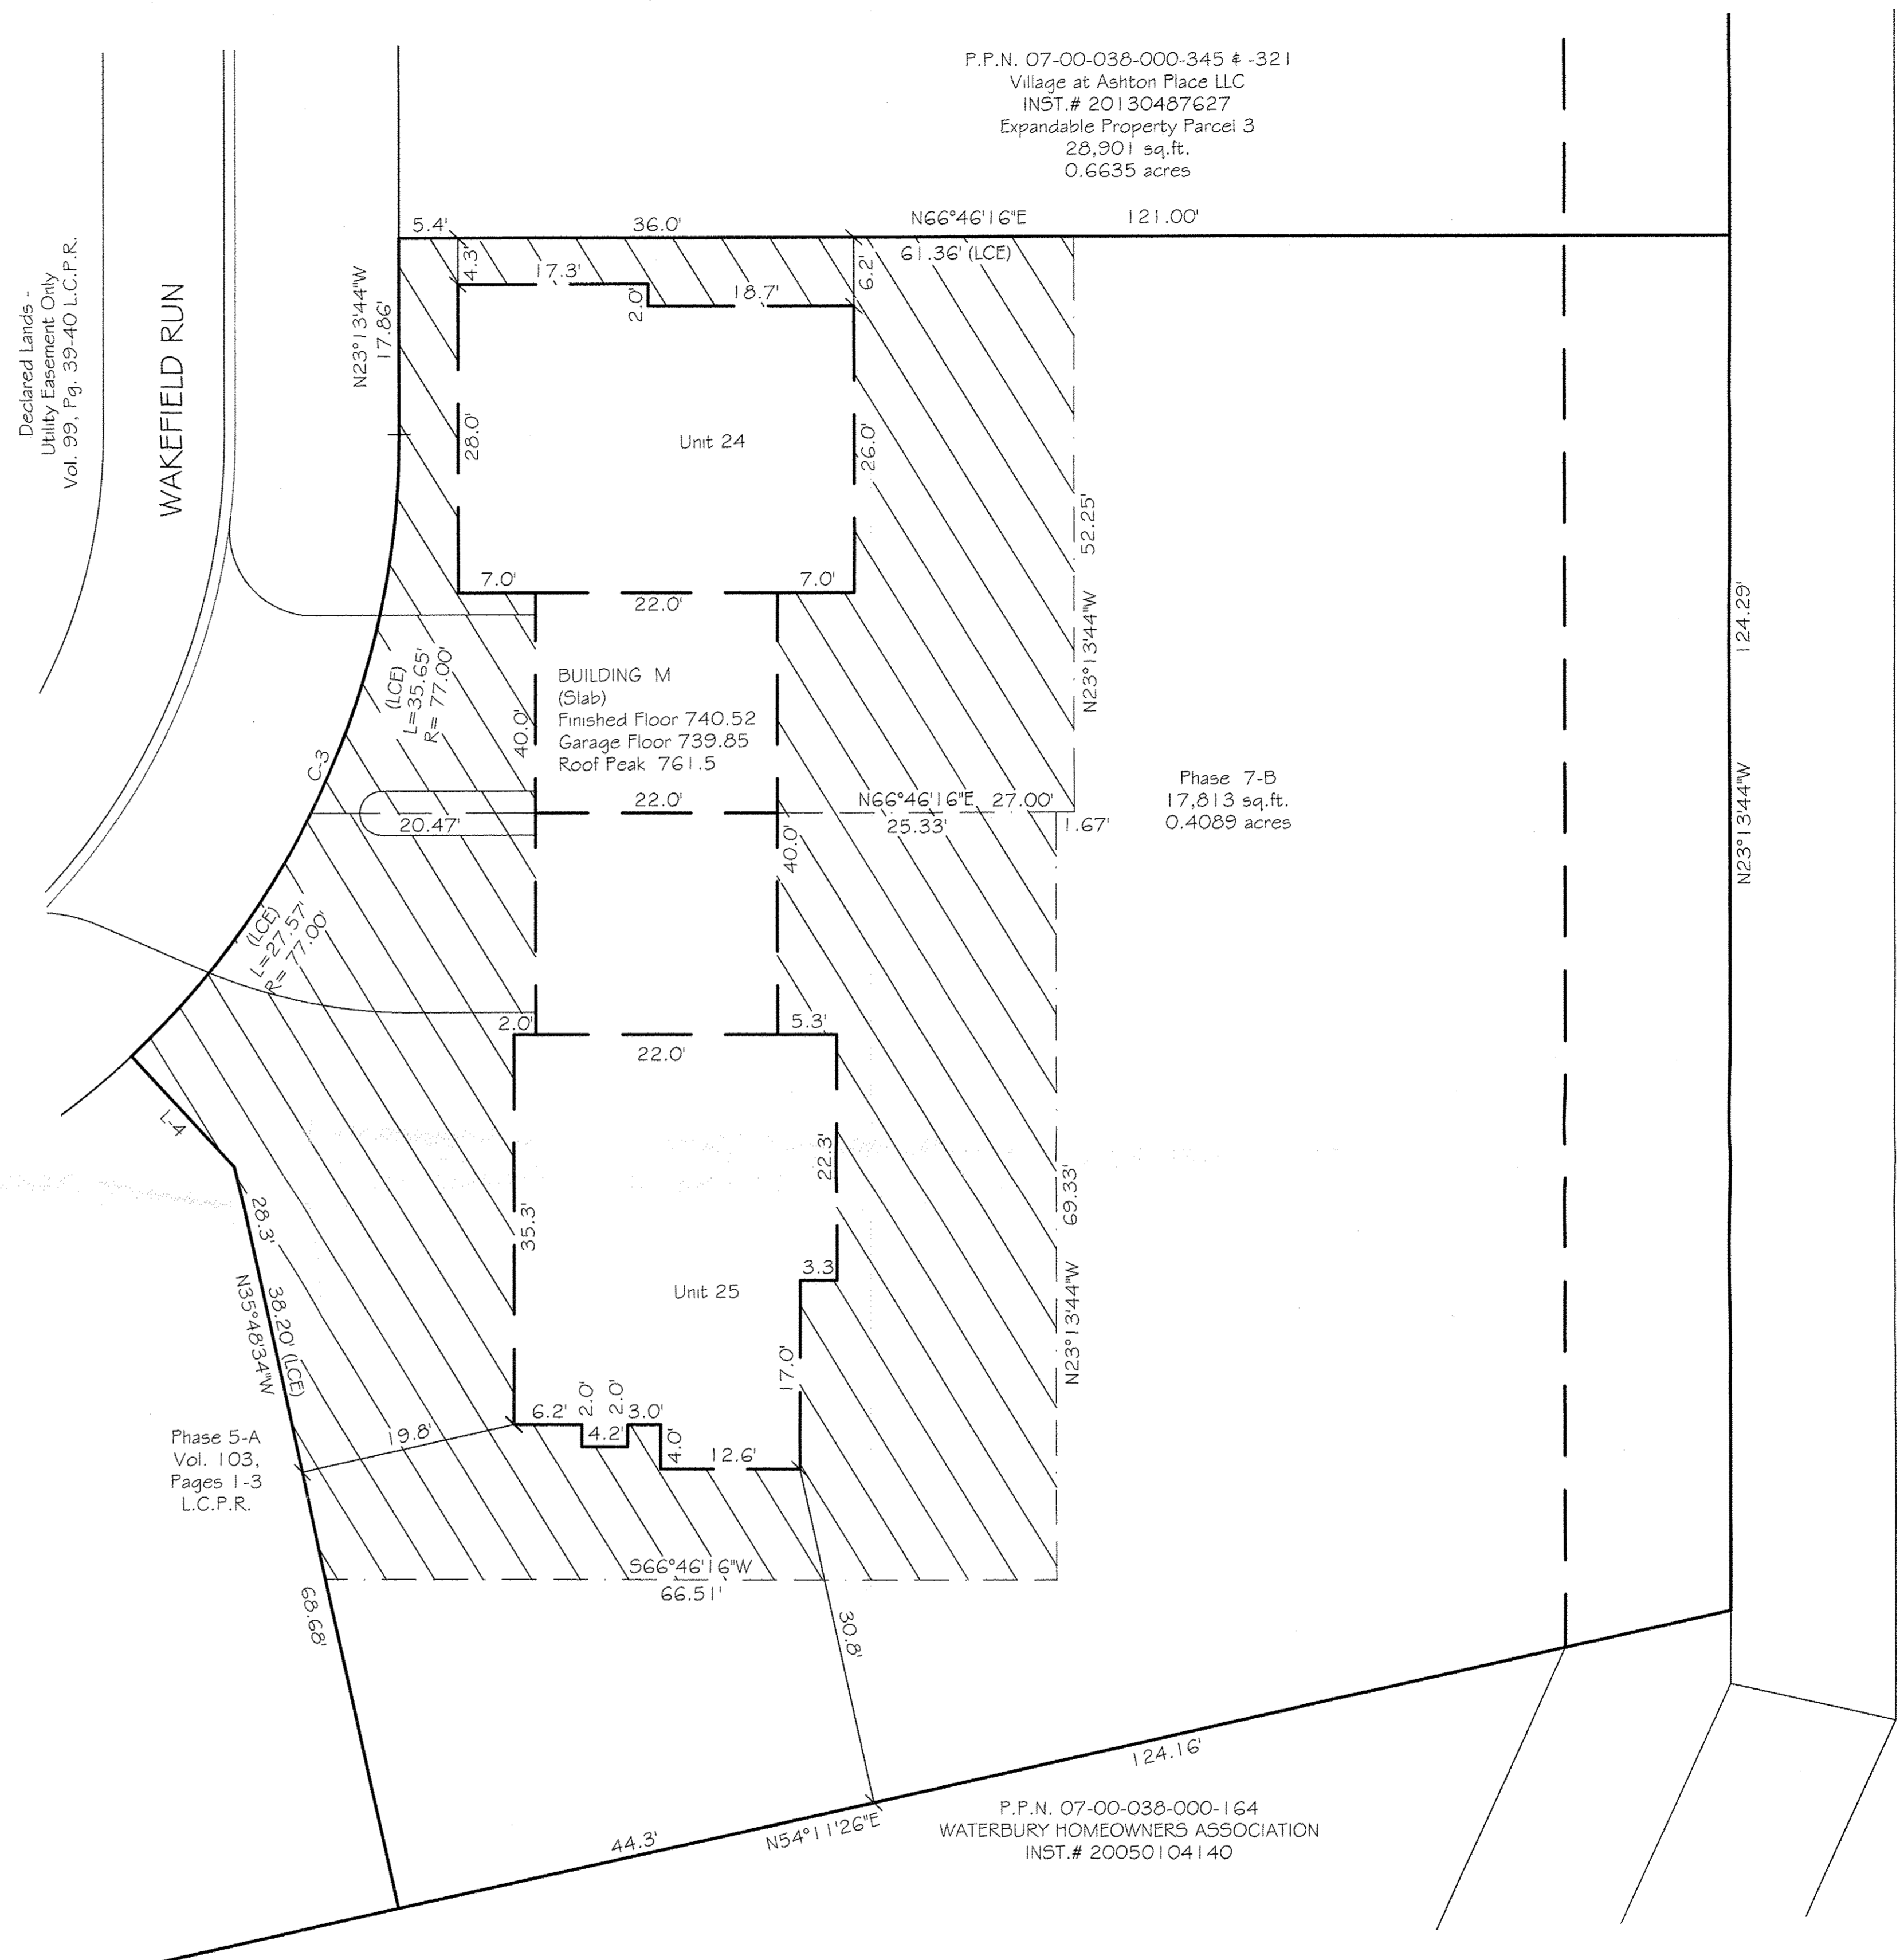 P.P.N. 07-00-038-000-345 & -321
Village at Ashton Place LLC
INST.# 20130487627
Expandable Property Parcel 3
28,901 sq.ft.
0.6635 acres
Declared Lands -
Utility Easement Only
Vol. 99, Pg. 39-40 L.C.P.R.
WAKEFIELD RUN
N23°13'44"W
17.86'
5.4'
36.0'
N66°46'16"E
121.00'
61.36' (LCE)
4.3'
17.3'
2.0'
18.7'
6.2'
28.0'
Unit 24
26.0'
52.25'
N23°13'44"W
124.29'
N23°13'44"W
7.0'
22.0'
7.0'
(LCE)
L=35.65'
R= 77.00'
C-3
40.0'
BUILDING M
(Slab)
Finished Floor 740.52
Garage Floor 739.85
Roof Peak 761.5
22.0'
N66°46'16"E
27.00'
20.47'
25.33'
1.67'
40.0'
Phase 7-B
17,813 sq.ft.
0.4089 acres
(LCE)
L=27.57'
R= 77.00'
2.0'
22.0'
5.3'
L-4
28.3'
38.20' (LCE)
N35°48'34"W
35.3'
22.3'
69.33'
N23°13'44"W
Unit 25
3.3
17.0'
6.2'
2.0'
4.2'
2.0'
3.0'
4.0'
12.6'
19.8'
Phase 5-A
Vol. 103,
Pages 1-3
L.C.P.R.
S66°46'16"W
66.51'
68.68'
30.8'
124.16'
44.3'
N54°11'26"E
P.P.N. 07-00-038-000-164
WATERBURY HOMEOWNERS ASSOCIATION
INST.# 20050104140